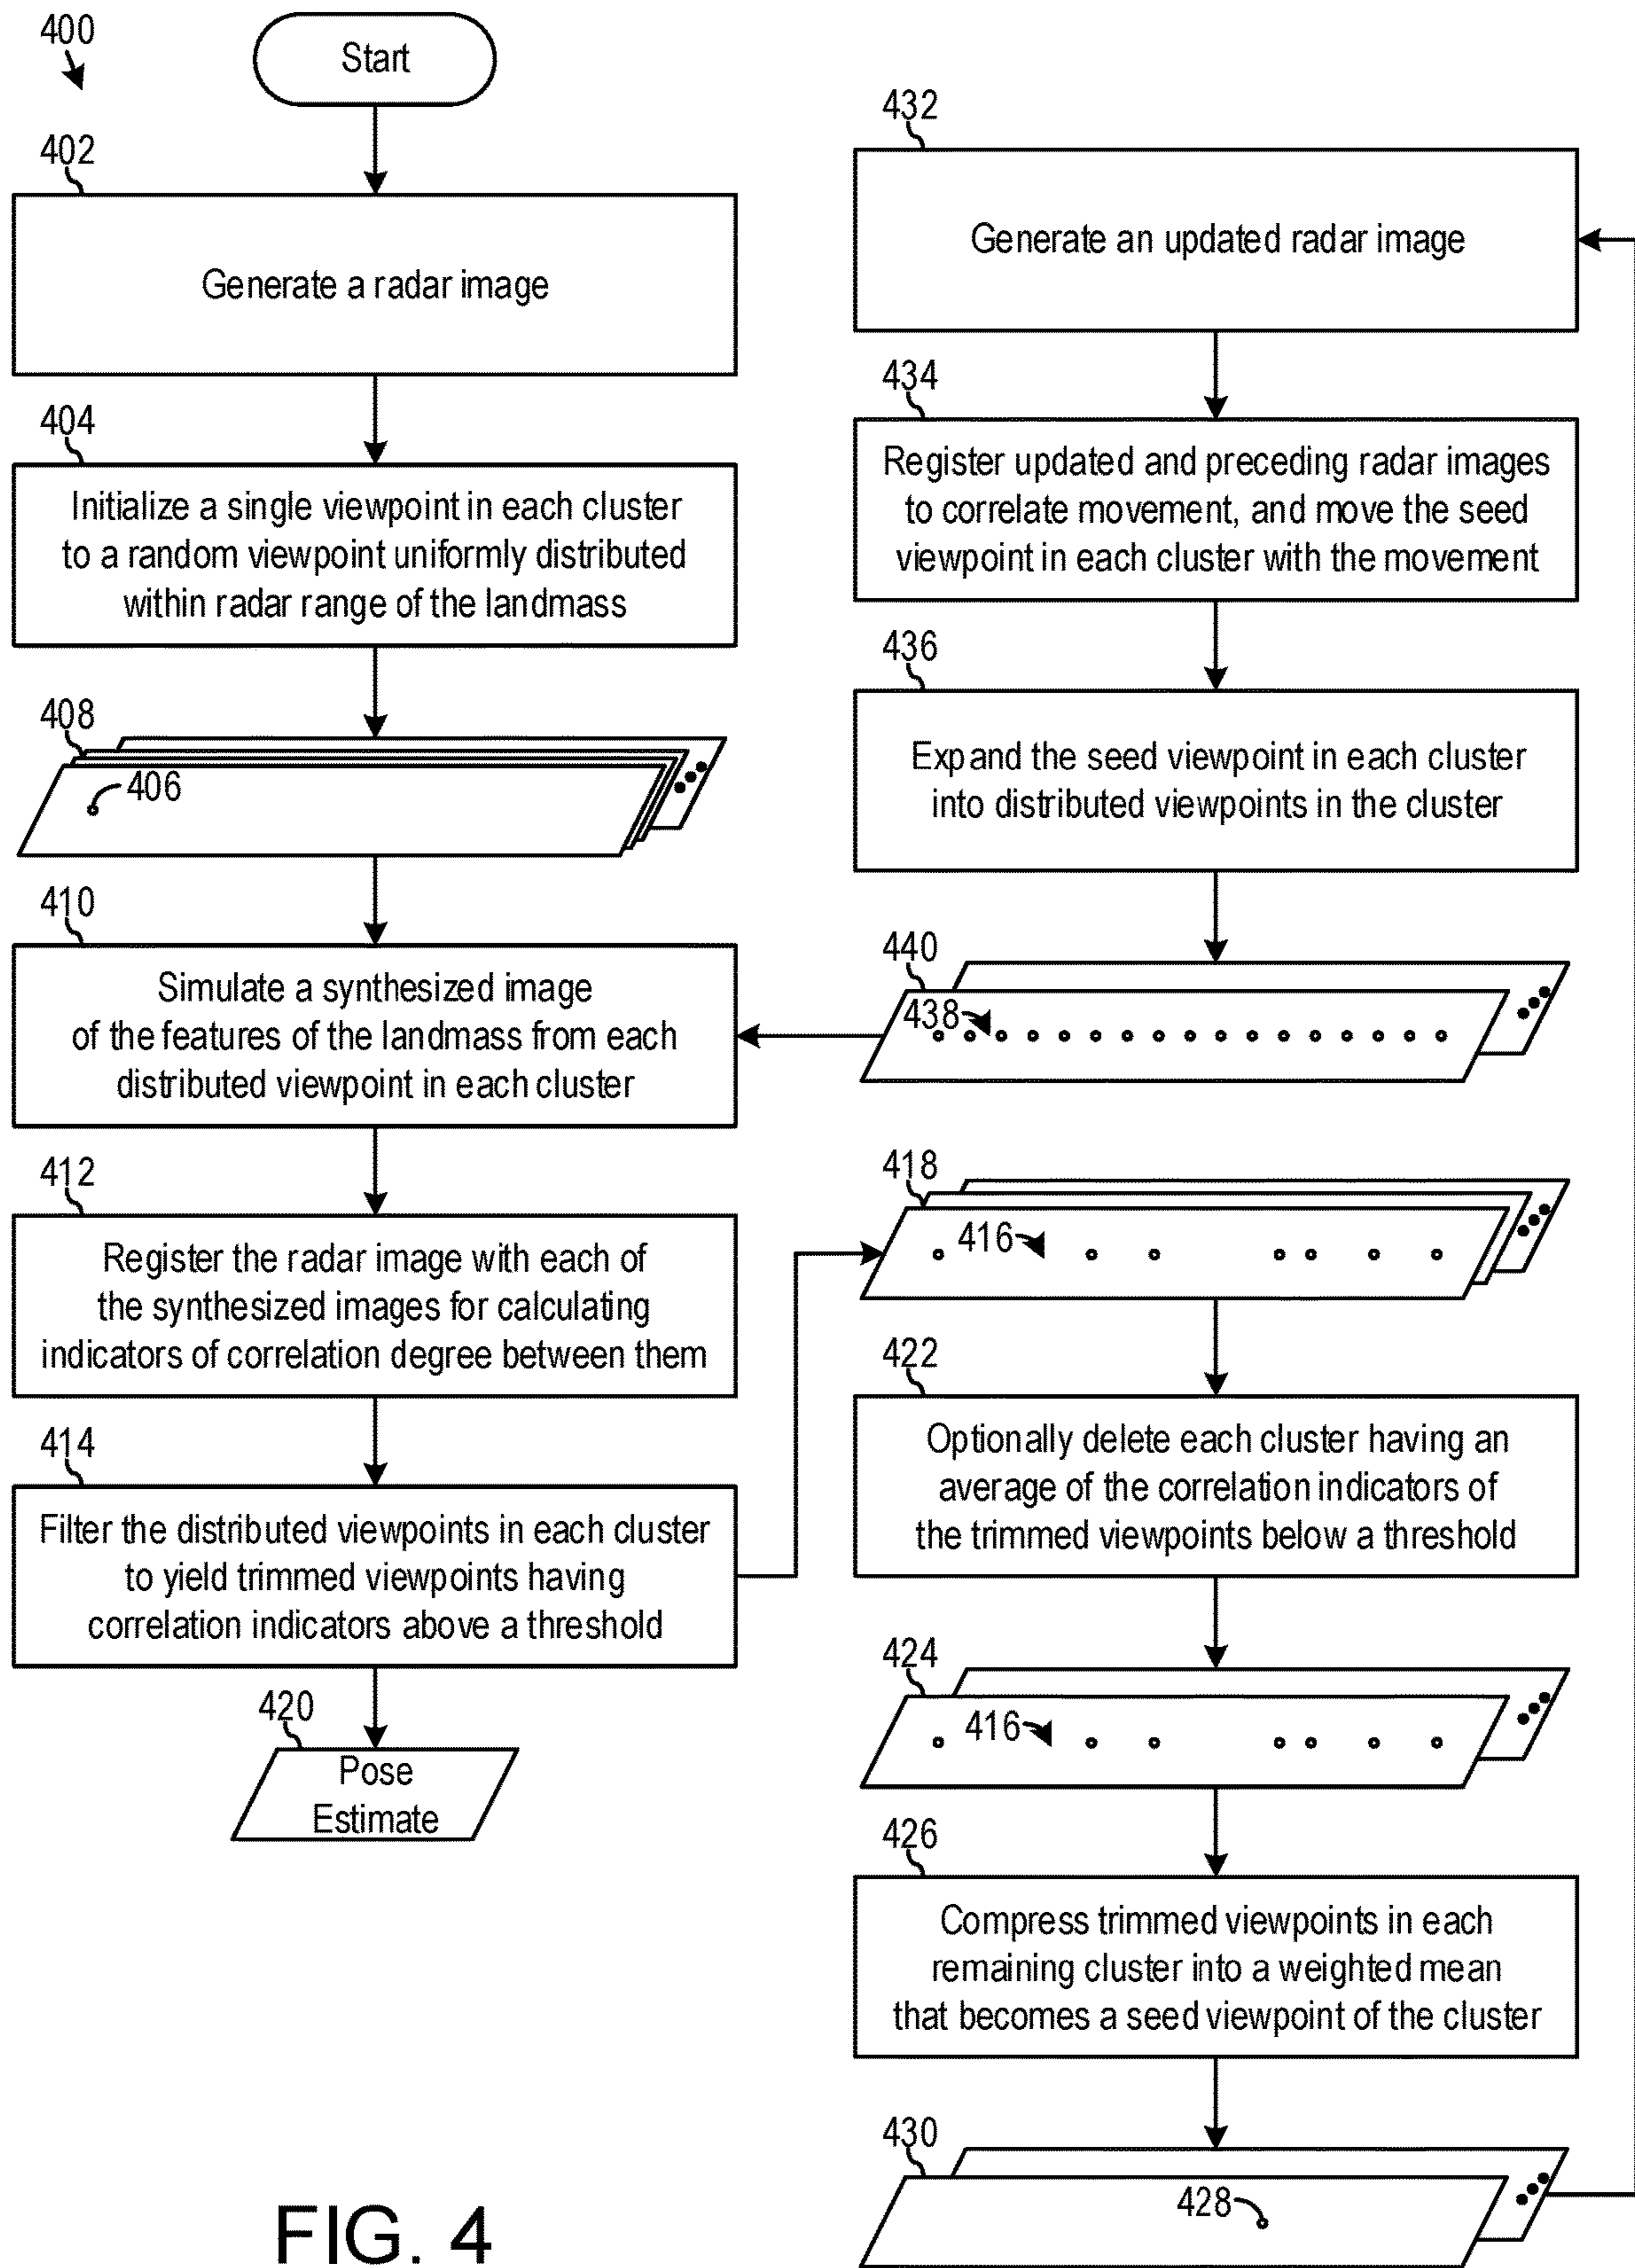 400
Start
402
Generate a radar image
404
Initialize a single viewpoint in each cluster
to a random viewpoint uniformly distributed
within radar range of the landmass
408
406
410
Simulate a synthesized image
of the features of the landmass from each
distributed viewpoint in each cluster
412
Register the radar image with each of
the synthesized images for calculating
indicators of correlation degree between them
414
Filter the distributed viewpoints in each cluster
to yield trimmed viewpoints having
correlation indicators above a threshold
420
Pose
Estimate
432
Generate an updated radar image
434
Register updated and preceding radar images
to correlate movement, and move the seed
viewpoint in each cluster with the movement
436
Expand the seed viewpoint in each cluster
into distributed viewpoints in the cluster
440
438
418
416
422
Optionally delete each cluster having an
average of the correlation indicators of
the trimmed viewpoints below a threshold
424
416
426
Compress trimmed viewpoints in each
remaining cluster into a weighted mean
that becomes a seed viewpoint of the cluster
430
428
FIG. 4